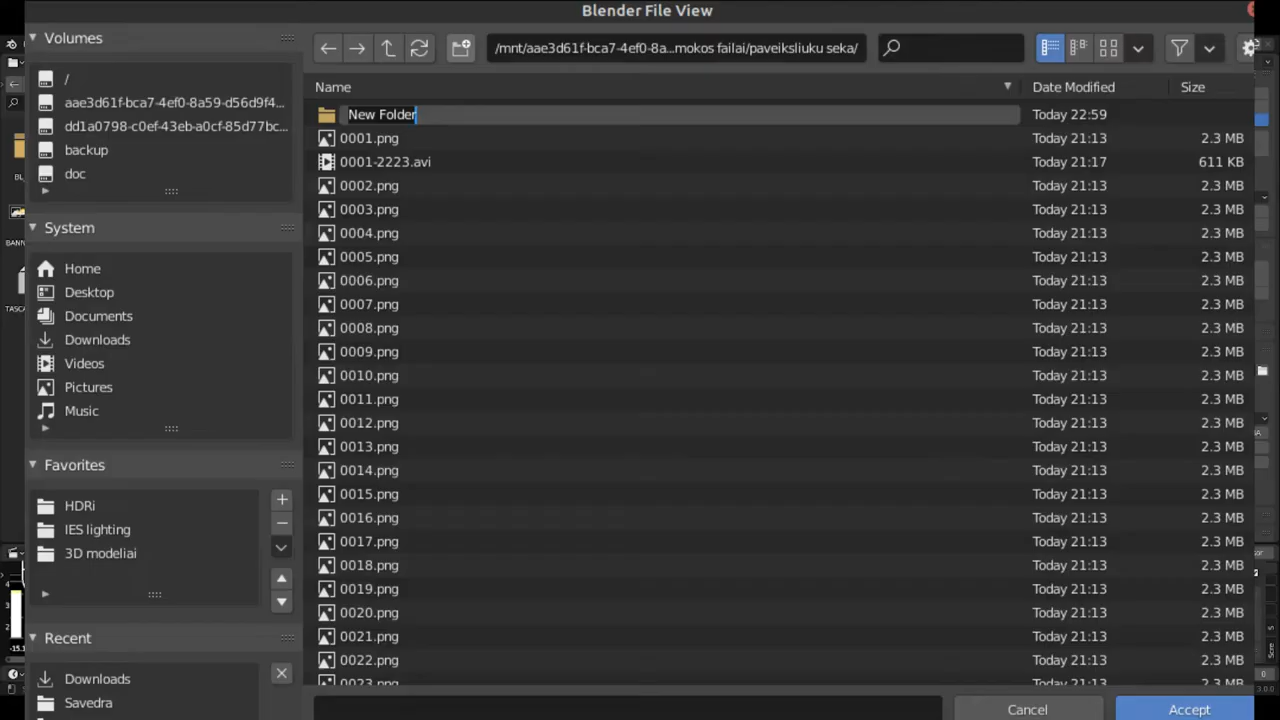 Blender File View
Volumes
/
aae3d61f-bca7-4ef0-8a59-d56d9f4...
dd1a0798-c0ef-43eb-a0cf-85d77bc...
backup
doc
System
Home
Desktop
Documents
Downloads
Videos
Pictures
Music
Favorites
HDRi
IES lighting
3D modeliai
Recent
Downloads
Savedra
/mnt/aae3d61f-bca7-4ef0-8a...mokos failai/paveiksliuku seka/
Name Date Modified Size
New Folder Today 22:59
0001.png Today 21:13 2.3 MB
0001-2223.avi Today 21:17 611 KB
0002.png Today 21:13 2.3 MB
0003.png Today 21:13 2.3 MB
0004.png Today 21:13 2.3 MB
0005.png Today 21:13 2.3 MB
0006.png Today 21:13 2.3 MB
0007.png Today 21:13 2.3 MB
0008.png Today 21:13 2.3 MB
0009.png Today 21:13 2.3 MB
0010.png Today 21:13 2.3 MB
0011.png Today 21:13 2.3 MB
0012.png Today 21:13 2.3 MB
0013.png Today 21:13 2.3 MB
0014.png Today 21:13 2.3 MB
0015.png Today 21:13 2.3 MB
0016.png Today 21:13 2.3 MB
0017.png Today 21:13 2.3 MB
0018.png Today 21:13 2.3 MB
0019.png Today 21:13 2.3 MB
0020.png Today 21:13 2.3 MB
0021.png Today 21:13 2.3 MB
0022.png Today 21:13 2.3 MB
0023.png Today 21:13 2.3 MB
Cancel Accept